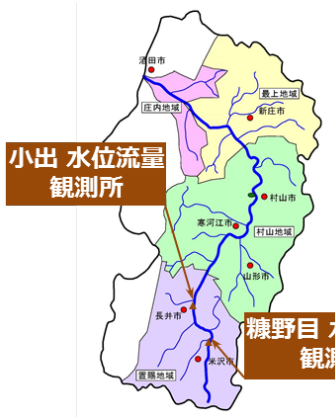 酒田市
最上地域
庄内地域
新庄市
小出 水位流量
観測所
村山市
寒河江市
村山地域
山形市
長井市
糠野目
観測
米沢市
置賜地域